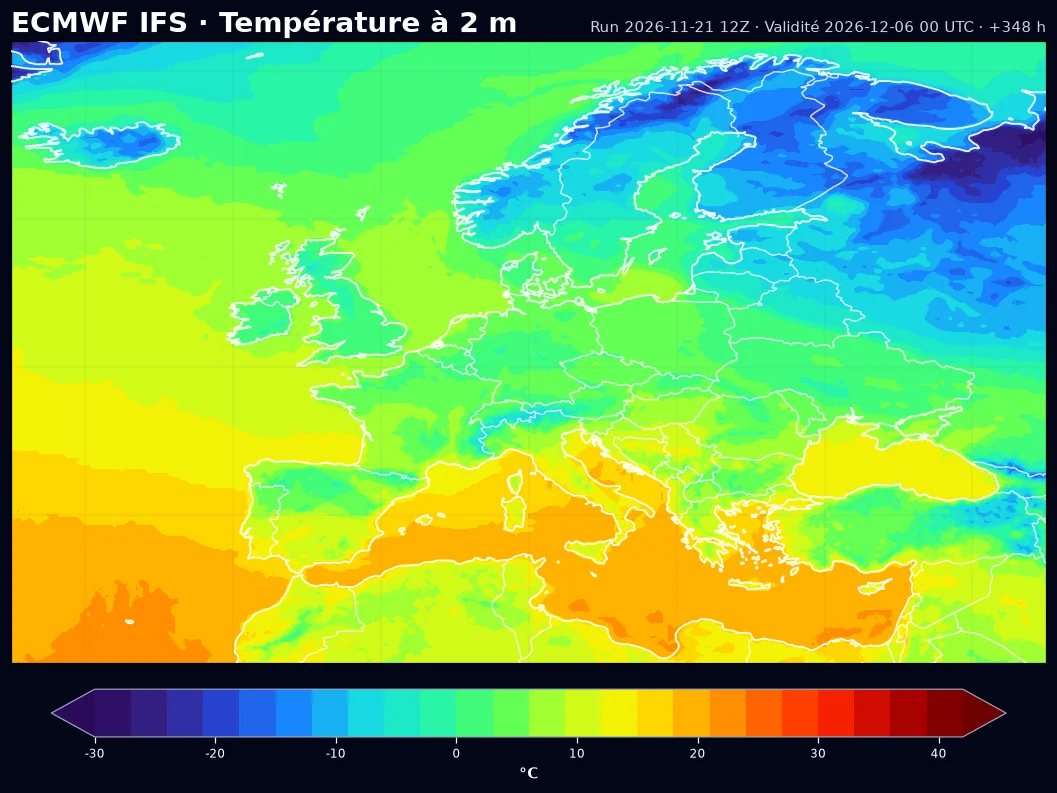 ECMWF IFS · Température à 2 m
Run 2026-11-21 12Z · Validité 2026-12-06 00 UTC · +348 h
-30 -20 -10 0 10 20 30 40
°C